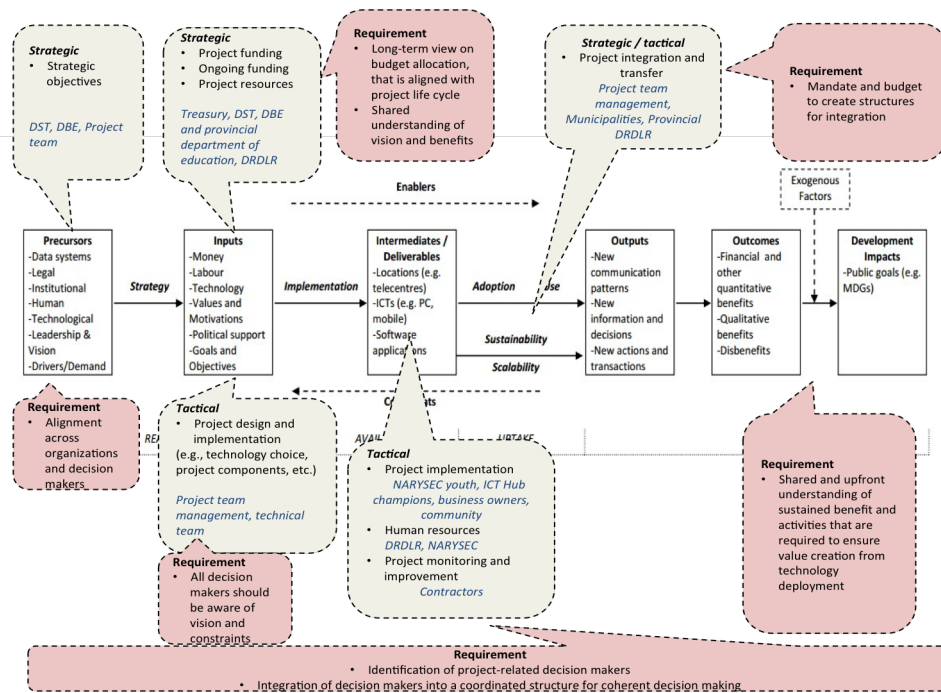 Strategic
• Strategic
objectives
DST, DBE, Project
team
Strategic
• Project funding
• Ongoing funding
• Project resources
Treasury, DST, DBE
and provincial
department of
education, DRDLR
Requirement
• Long-term view on
budget allocation,
that is aligned with
project life cycle
• Shared
understanding of
vision and benefits
Strategic / tactical
• Project integration and
transfer
Project team
management,
Municipalities, Provincial
DRDLR
Requirement
• Mandate and budget
to create structures
for integration
Enablers
Exogenous
Factors
Precursors
-Data systems
-Legal
-Institutional
-Human
-Technological
-Leadership &
Vision
-Drivers/Demand
Strategy
Inputs
-Money
-Labour
-Technology
-Values and
Motivations
-Political support
-Goals and
Objectives
Implementation
Intermediates /
Deliverables
-Locations (e.g.
telecentres)
-ICTs (e.g. PC,
mobile)
-Software
applications
Adoption
Sustainability
Scalability
Outputs
-New
communication
patterns
-New
information and
decisions
-New actions and
transactions
Outcomes
-Financial and
other
quantitative
benefits
-Qualitative
benefits
-Disbenefits
Development
Impacts
-Public goals (e.g.
MDGs)
Requirement
• Alignment
across
organizations
and decision
makers
Tactical
• Project design and
implementation
(e.g., technology choice,
project components, etc.)
Project team
management, technical
team
Requirement
• All decision
makers should
be aware of
vision and
constraints
UPTAKE
Tactical
• Project implementation
NARYSEC youth, ICT Hub
champions, business owners,
community
• Human resources
DRDLR, NARYSEC
• Project monitoring and
improvement
Contractors
Requirement
• Shared and upfront
understanding of
sustained benefit and
activities that are
required to ensure
value creation from
technology
deployment
Requirement
• Identification of project-related decision makers
• Integration of decision makers into a coordinated structure for coherent decision making